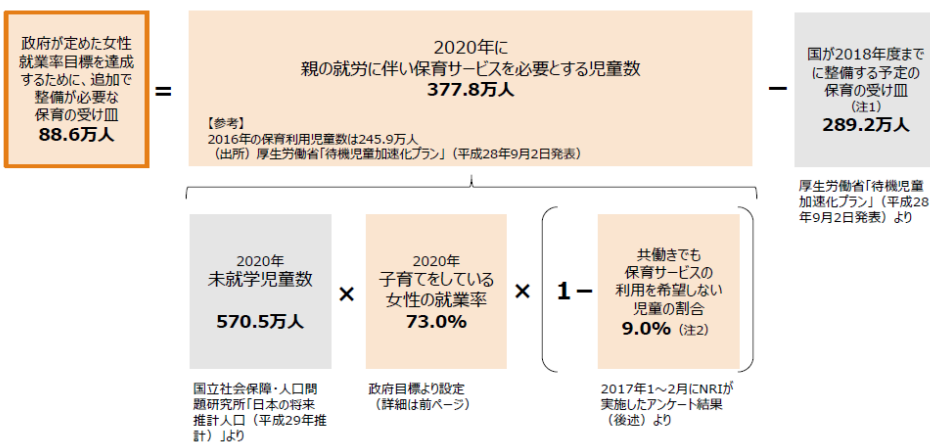 政府が定めた女性
就業率目標を達成
するために、追加で
整備が必要な
保育の受け皿
88.6万人
=
2020年に
親の就労に伴い保育サービスを必要とする児童数
377.8万人
【参考】
2016年の保育利用児童数は245.9万人
（出所）厚生労働省「待機児童加速化プラン」（平成28年9月2日発表）
−
国が2018年度まで
に整備する予定の
保育の受け皿
（注1）
289.2万人
厚生労働省「待機児童
加速化プラン」（平成28
年9月2日発表）より
2020年
未就学児童数
570.5万人
×
2020年
子育てをしている
女性の就業率
73.0%
×
1−
共働きでも
保育サービスの
利用を希望しない
児童の割合
9.0%（注2）
国立社会保障・人口問
題研究所「日本の将来
推計人口（平成29年推
計）」より
政府目標より設定
（詳細は前ページ）
2017年1～2月にNRIが
実施したアンケート結果
（後述）より